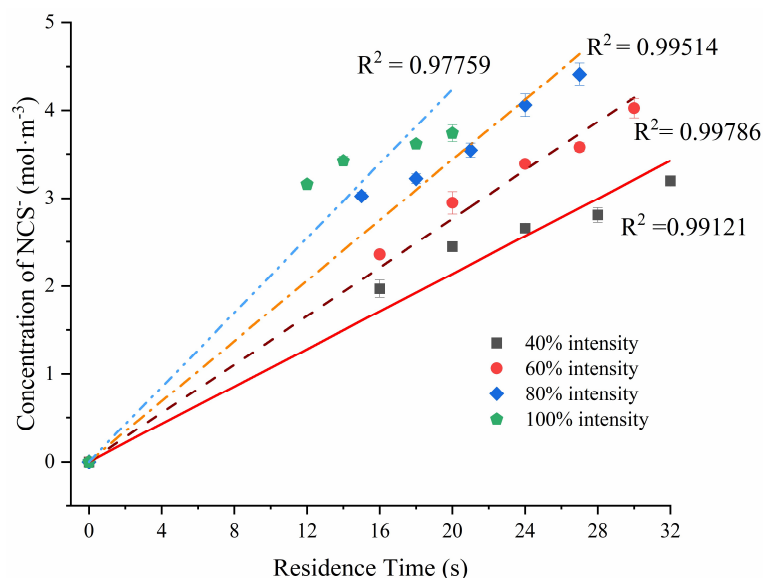 5
4
3
2
1
0
Concentration of NCS⁻ (mol·m⁻³)
R² = 0.97759
R² = 0.99514
R²= 0.99786
R² =0.99121
40% intensity
60% intensity
80% intensity
100% intensity
0 4 8 12 16 20 24 28 32
Residence Time (s)